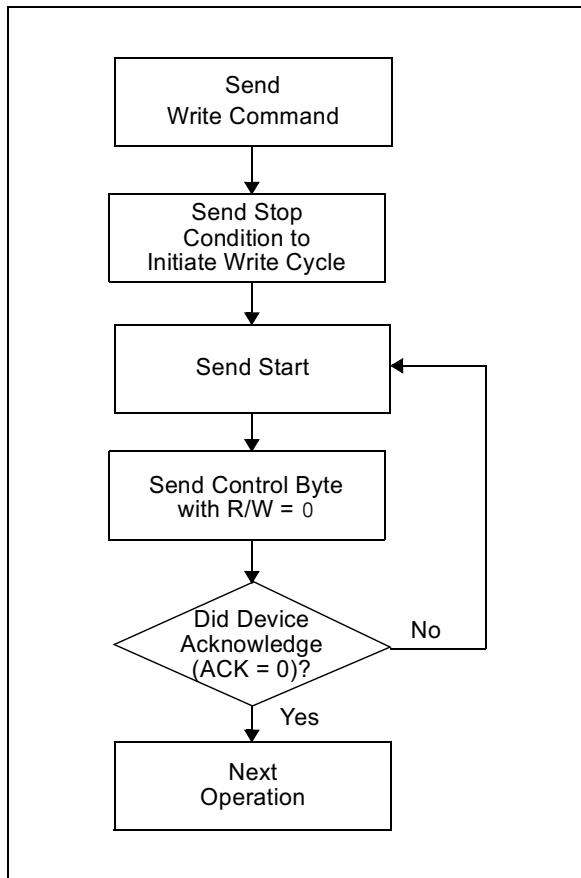 Send
Write Command
Send Stop
Condition to
Initiate Write Cycle
Send Start
Send Control Byte
with R/W = 0
Did Device
Acknowledge
(ACK = 0)?
No
Yes
Next
Operation